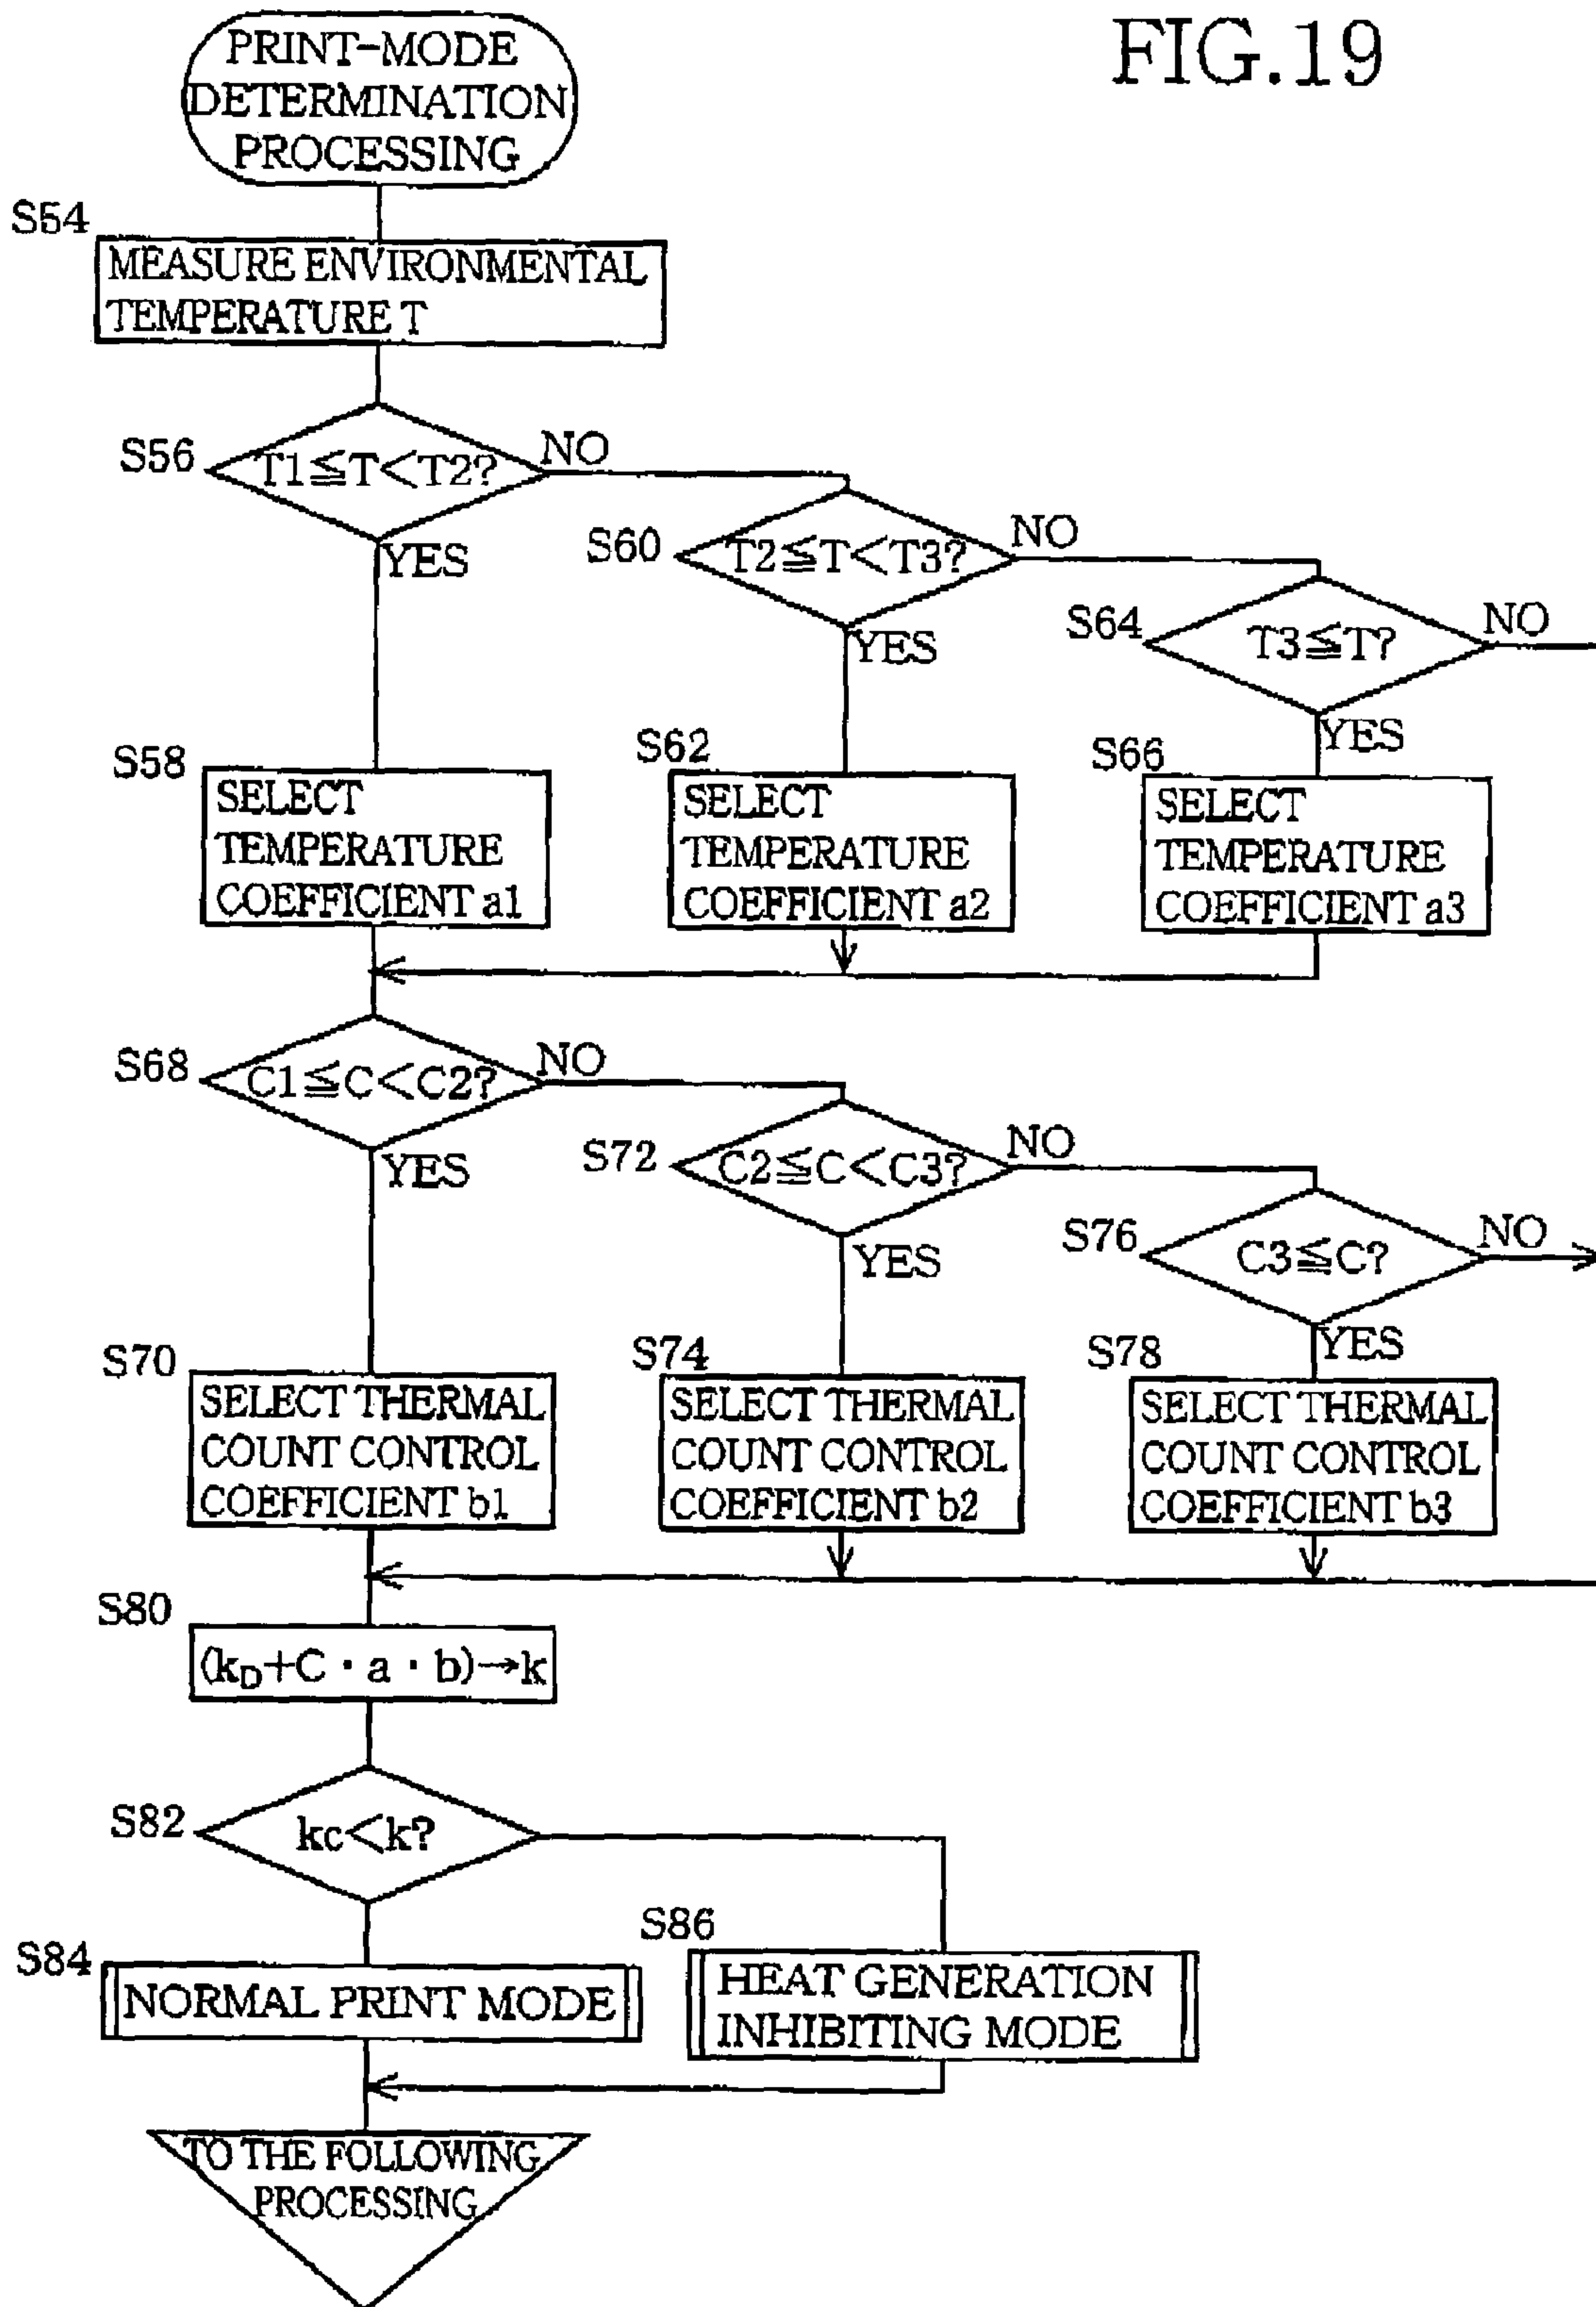 FIG.19
PRINT-MODE
DETERMINATION
PROCESSING
S54
MEASURE ENVIRONMENTAL
TEMPERATURE T
S56
T1≦T<T2?
NO
YES
S60
T2≦T<T3?
NO
YES
S64
T3≦T?
NO
YES
S58
SELECT
TEMPERATURE
COEFFICIENT a1
S62
SELECT
TEMPERATURE
COEFFICIENT a2
S66
SELECT
TEMPERATURE
COEFFICIENT a3
S68
C1≦C<C2?
NO
YES
S72
C2≦C<C3?
NO
YES
S76
C3≦C?
NO
YES
S70
SELECT THERMAL
COUNT CONTROL
COEFFICIENT b1
S74
SELECT THERMAL
COUNT CONTROL
COEFFICIENT b2
S78
SELECT THERMAL
COUNT CONTROL
COEFFICIENT b3
S80
(kD+C・a・b)→k
S82
kc<k?
S84
NORMAL PRINT MODE
S86
HEAT GENERATION
INHIBITING MODE
TO THE FOLLOWING
PROCESSING